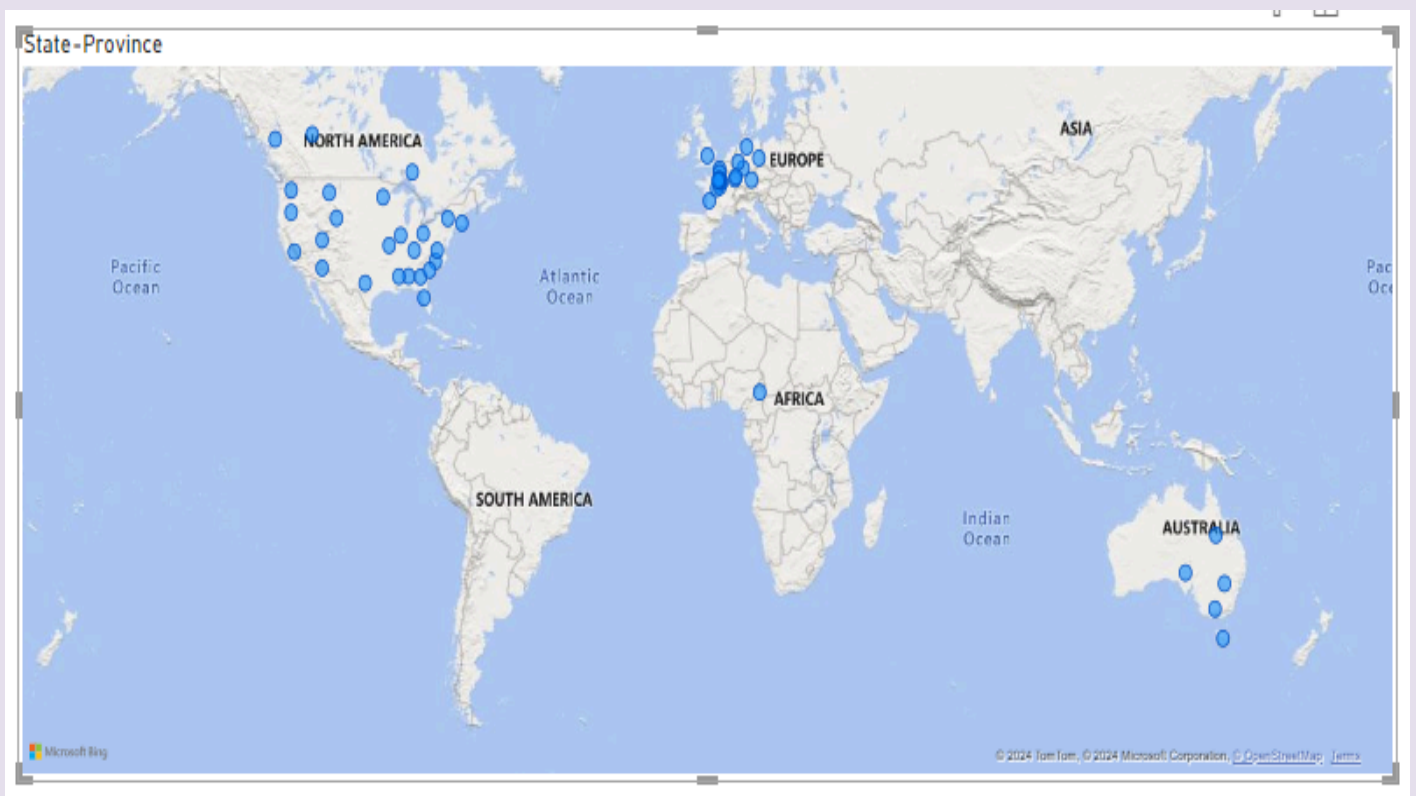 State-Province
NORTH AMERICA
ASIA
EUROPE
Pacific
Ocean
Atlantic
Ocean
Pac
Oce
AFRICA
SOUTH AMERICA
Indian
Ocean
AUSTRALIA
Microsoft Bing
© 2024 TomTom, © 2024 Microsoft Corporation, © OpenStreetMap Terms